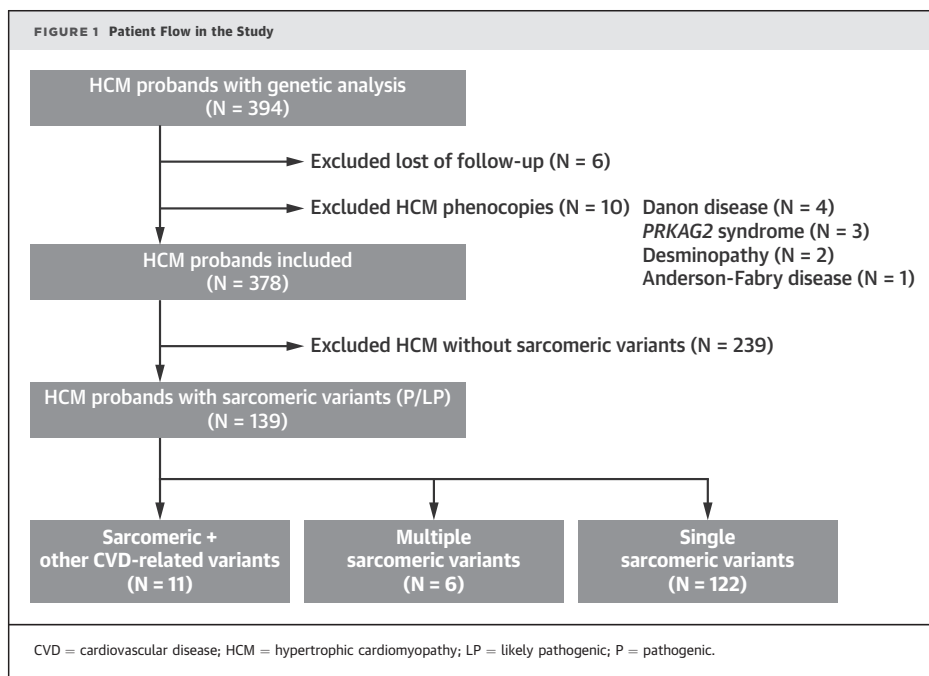 FIGURE 1 Patient Flow in the Study
HCM probands with genetic analysis
(N = 394)
Excluded lost of follow-up (N = 6)
Excluded HCM phenocopies (N = 10)
Danon disease (N = 4)
PRKAG2 syndrome (N = 3)
Desminopathy (N = 2)
Anderson-Fabry disease (N = 1)
HCM probands included
(N = 378)
Excluded HCM without sarcomeric variants (N = 239)
HCM probands with sarcomeric variants (P/LP)
(N = 139)
Sarcomeric +
other CVD-related variants
(N = 11)
Multiple
sarcomeric variants
(N = 6)
Single
sarcomeric variants
(N = 122)
CVD = cardiovascular disease; HCM = hypertrophic cardiomyopathy; LP = likely pathogenic; P = pathogenic.